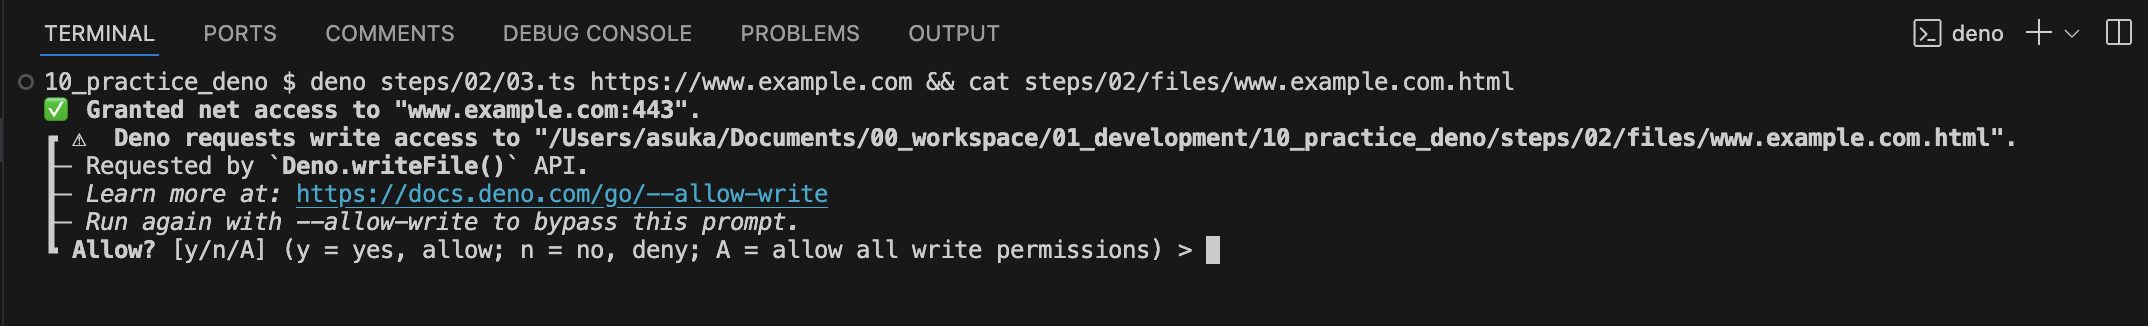 TERMINAL PORTS COMMENTS DEBUG CONSOLE PROBLEMS OUTPUT deno
10_practice_deno $ deno steps/02/03.ts https://www.example.com && cat steps/02/files/www.example.com.html
✅ Granted net access to "www.example.com:443".
┏ ⚠ Deno requests write access to "/Users/asuka/Documents/00_workspace/01_development/10_practice_deno/steps/02/files/www.example.com.html".
┠─ Requested by `Deno.writeFile()` API.
┠─ Learn more at: https://docs.deno.com/go/--allow-write
┠─ Run again with --allow-write to bypass this prompt.
┗ Allow? [y/n/A] (y = yes, allow; n = no, deny; A = allow all write permissions) >